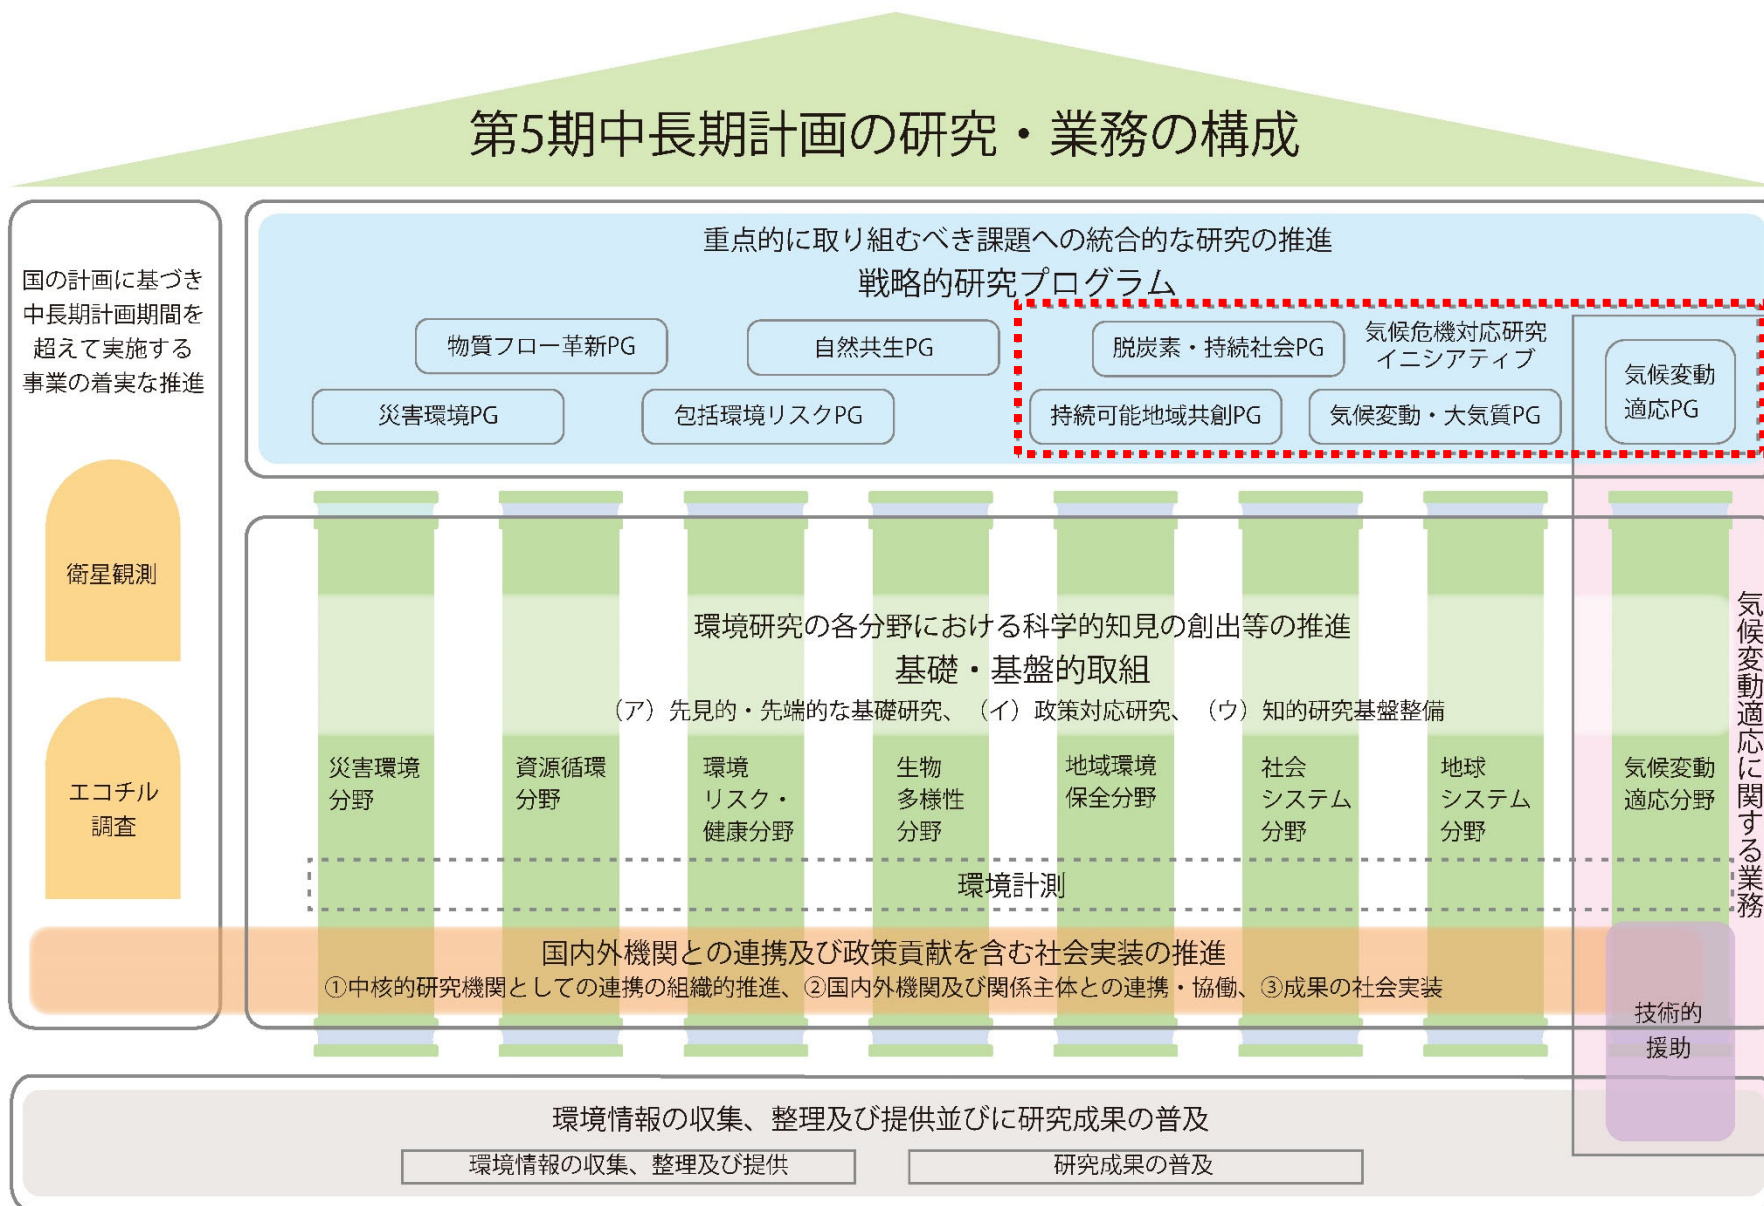 第5期中長期計画の研究・業務の構成
国の計画に基づき
中長期計画期間を
超えて実施する
事業の着実な推進
衛星観測
エコチル
調査
重点的に取り組むべき課題への統合的な研究の推進
戦略的研究プログラム
物質フロー革新PG
自然共生PG
脱炭素・持続社会PG
気候危機対応研究
イニシアティブ
災害環境PG
包括環境リスクPG
持続可能地域共創PG
気候変動・大気質PG
気候変動
適応PG
環境研究の各分野における科学的知見の創出等の推進
基礎・基盤的取組
（ア）先見的・先端的な基礎研究、（イ）政策対応研究、（ウ）知的研究基盤整備
災害環境
分野
資源循環
分野
環境
リスク・
健康分野
生物
多様性
分野
地域環境
保全分野
社会
システム
分野
地球
システム
分野
気候変動
適応分野
気候変動適応に関する業務
環境計測
国内外機関との連携及び政策貢献を含む社会実装の推進
①中核的研究機関としての連携の組織的推進、②国内外機関及び関係主体との連携・協働、③成果の社会実装
技術的
援助
環境情報の収集、整理及び提供並びに研究成果の普及
環境情報の収集、整理及び提供
研究成果の普及